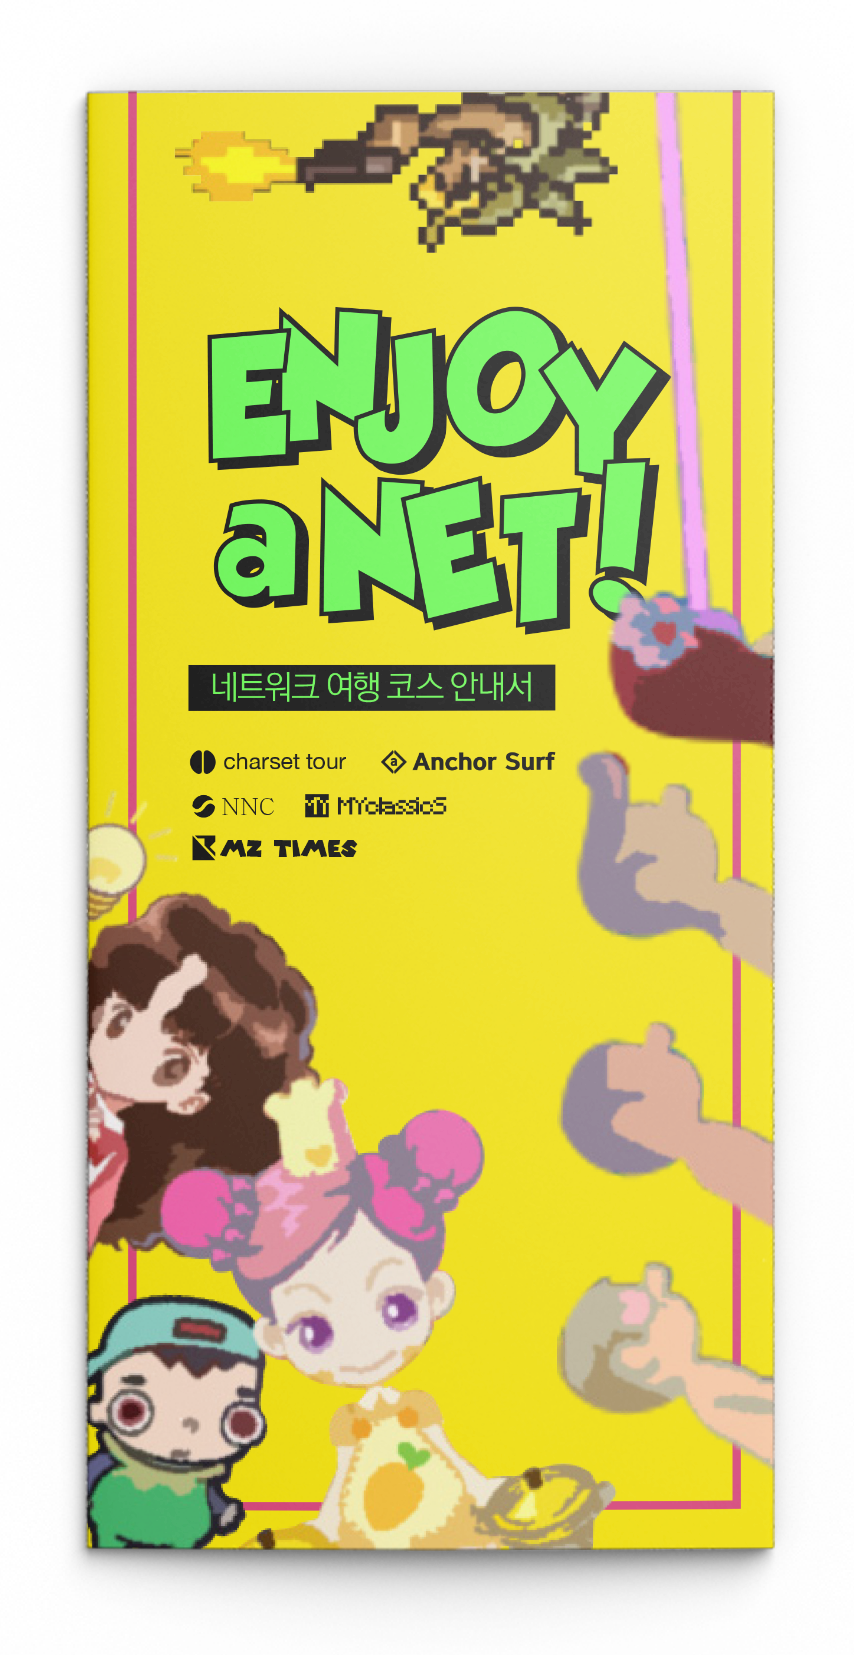 ENJOY
a NET!
네트워크 여행 코스 안내서
charset tour
Anchor Surf
NNC
MYclassicS
MZ TIMES